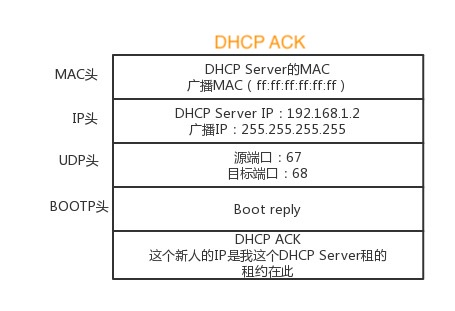 DHCP ACK
MAC头
DHCP Server的MAC
广播MAC（ff:ff:ff:ff:ff:ff）
IP头
DHCP Server IP：192.168.1.2
广播IP：255.255.255.255
UDP头
源端口：67
目标端口：68
BOOTP头
Boot reply
DHCP ACK
这个新人的IP是我这个DHCP Server租的
租约在此